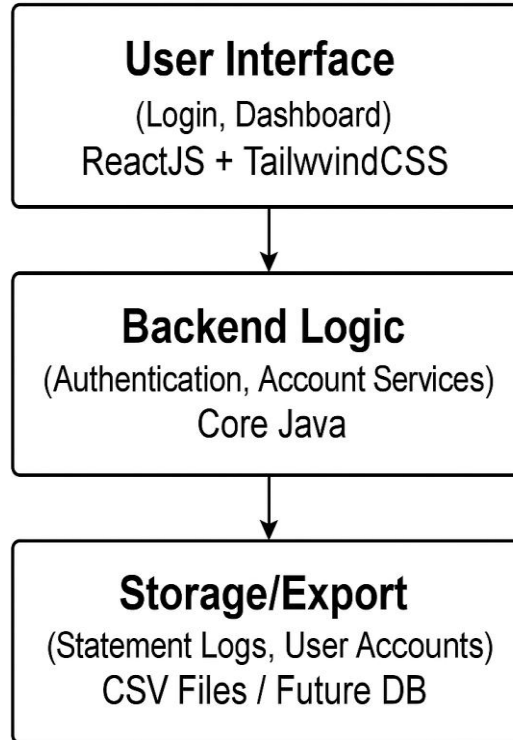 User Interface
(Login, Dashboard)
ReactJS + TailwvindCSS
Backend Logic
(Authentication, Account Services)
Core Java
Storage/Export
(Statement Logs, User Accounts)
CSV Files / Future DB